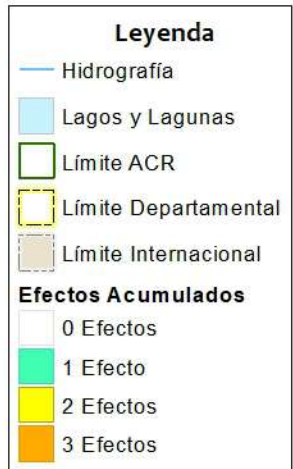 Leyenda
Hidrografía
Lagos y Lagunas
Límite ACR
Límite Departamental
Límite Internacional
Efectos Acumulados
0 Efectos
1 Efecto
2 Efectos
3 Efectos